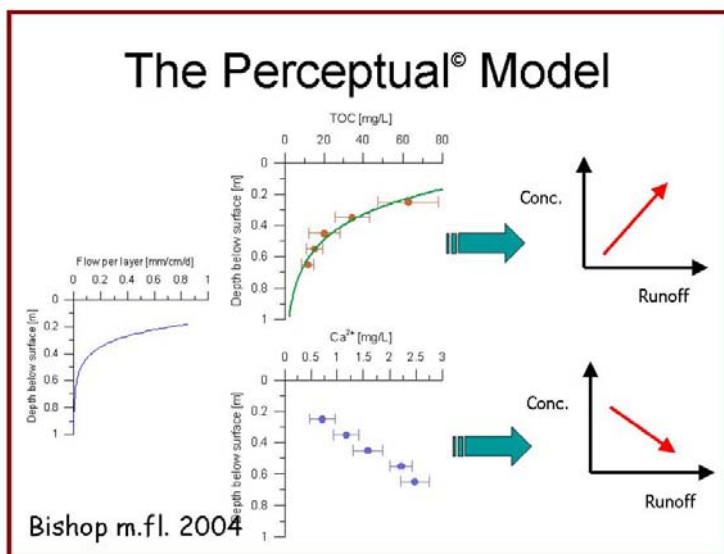 The Perceptual© Model
TOC [mg/L]
0 20 40 60 80
Depth below surface [m]
0
0.2
0.4
0.6
0.8
1
Conc.
Runoff
Flow per layer [mm/cm/d]
0 0.2 0.4 0.6 0.8 1
Depth below surface [m]
0
0.2
0.4
0.6
0.8
1
Ca2+ [mg/L]
0 0.5 1 1.5 2 2.5 3
Depth below surface [m]
0
0.2
0.4
0.6
0.8
1
Conc.
Runoff
Bishop m.fl. 2004